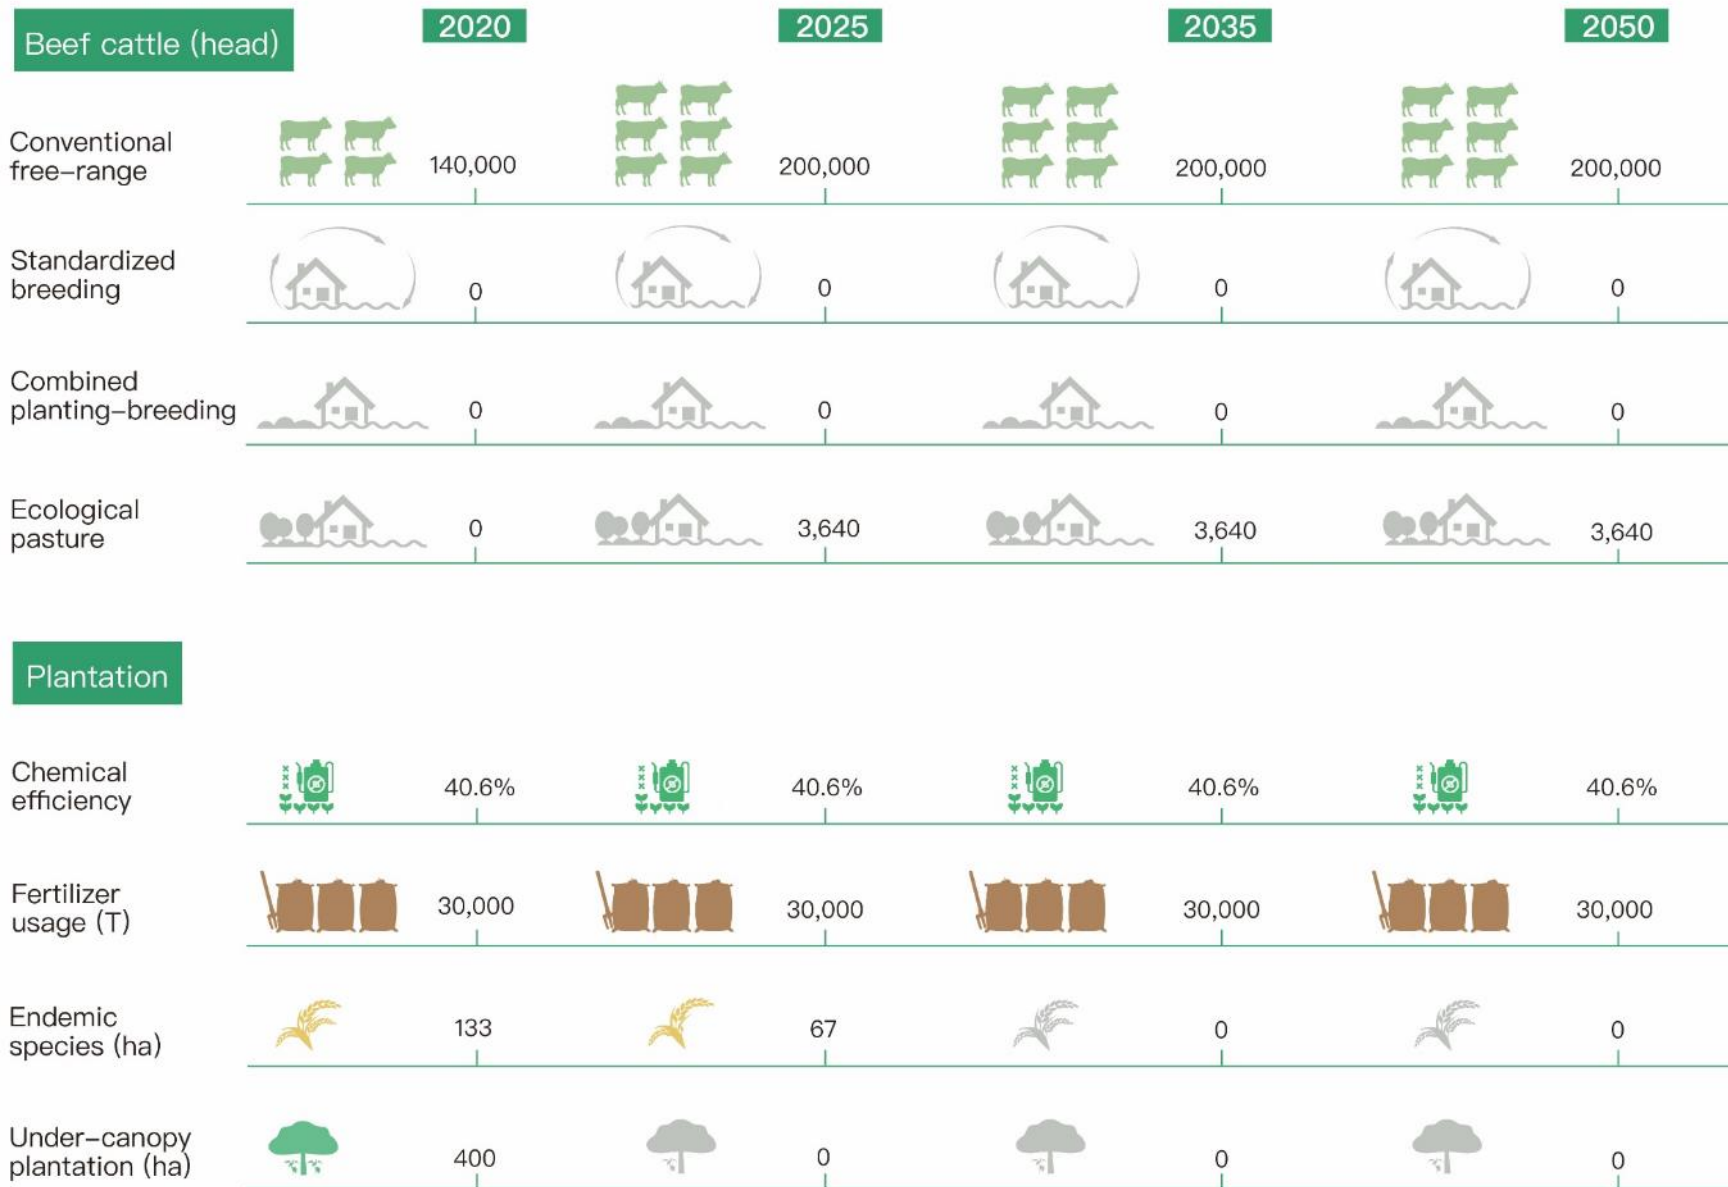 Beef cattle (head)
2020
2025
2035
2050
Conventional
free–range
140,000
200,000
200,000
200,000
Standardized
breeding
0
0
0
0
Combined
planting–breeding
0
0
0
0
Ecological
pasture
0
3,640
3,640
3,640
Plantation
Chemical
efficiency
40.6%
40.6%
40.6%
40.6%
Fertilizer
usage (T)
30,000
30,000
30,000
30,000
Endemic
species (ha)
133
67
0
0
Under–canopy
plantation (ha)
400
0
0
0